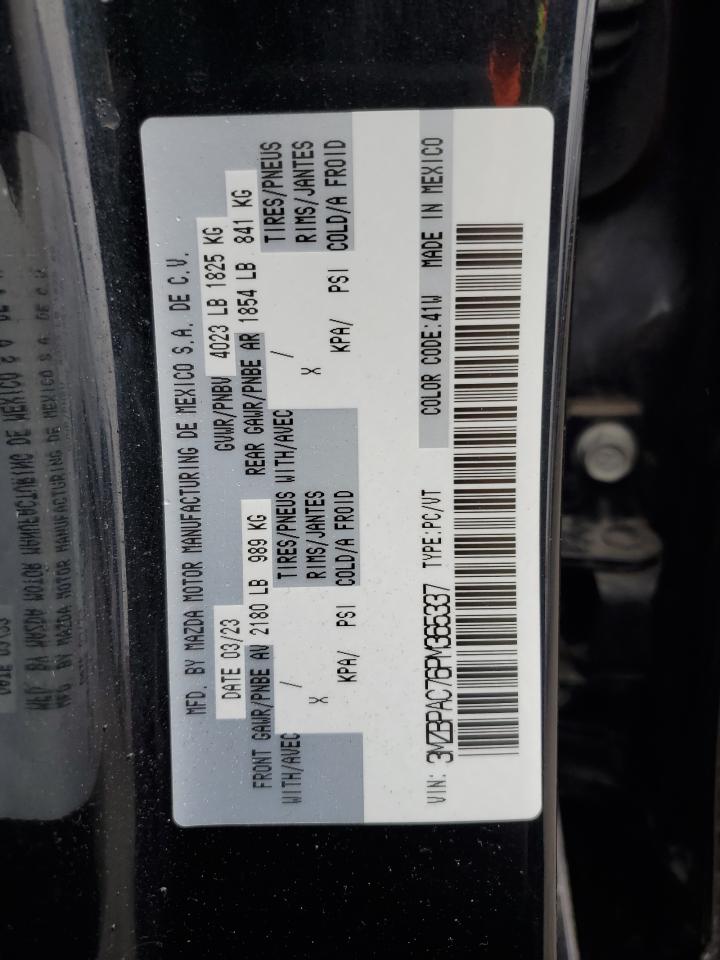 MFD. BY MAZDA MOTOR MANUFACTURING DE MEXICO S.A. DE C.V.
DATE 03/23
GVWR/PNBV 4023 LB 1825 KG
FRONT GAWR/PNBE AV 2180 LB 989 KG
REAR GAWR/PNBE AR 1854 LB 841 KG
WITH/AVEC / TIRES/PNEUS WITH/AVEC / TIRES/PNEUS
X RIMS/JANTES X RIMS/JANTES
KPA/ PSI COLD/A FROID KPA/ PSI COLD/A FROID
COLOR CODE:41W MADE IN MEXICO
VIN: 3MZBPAC76PM365337 TYPE:PC/VT